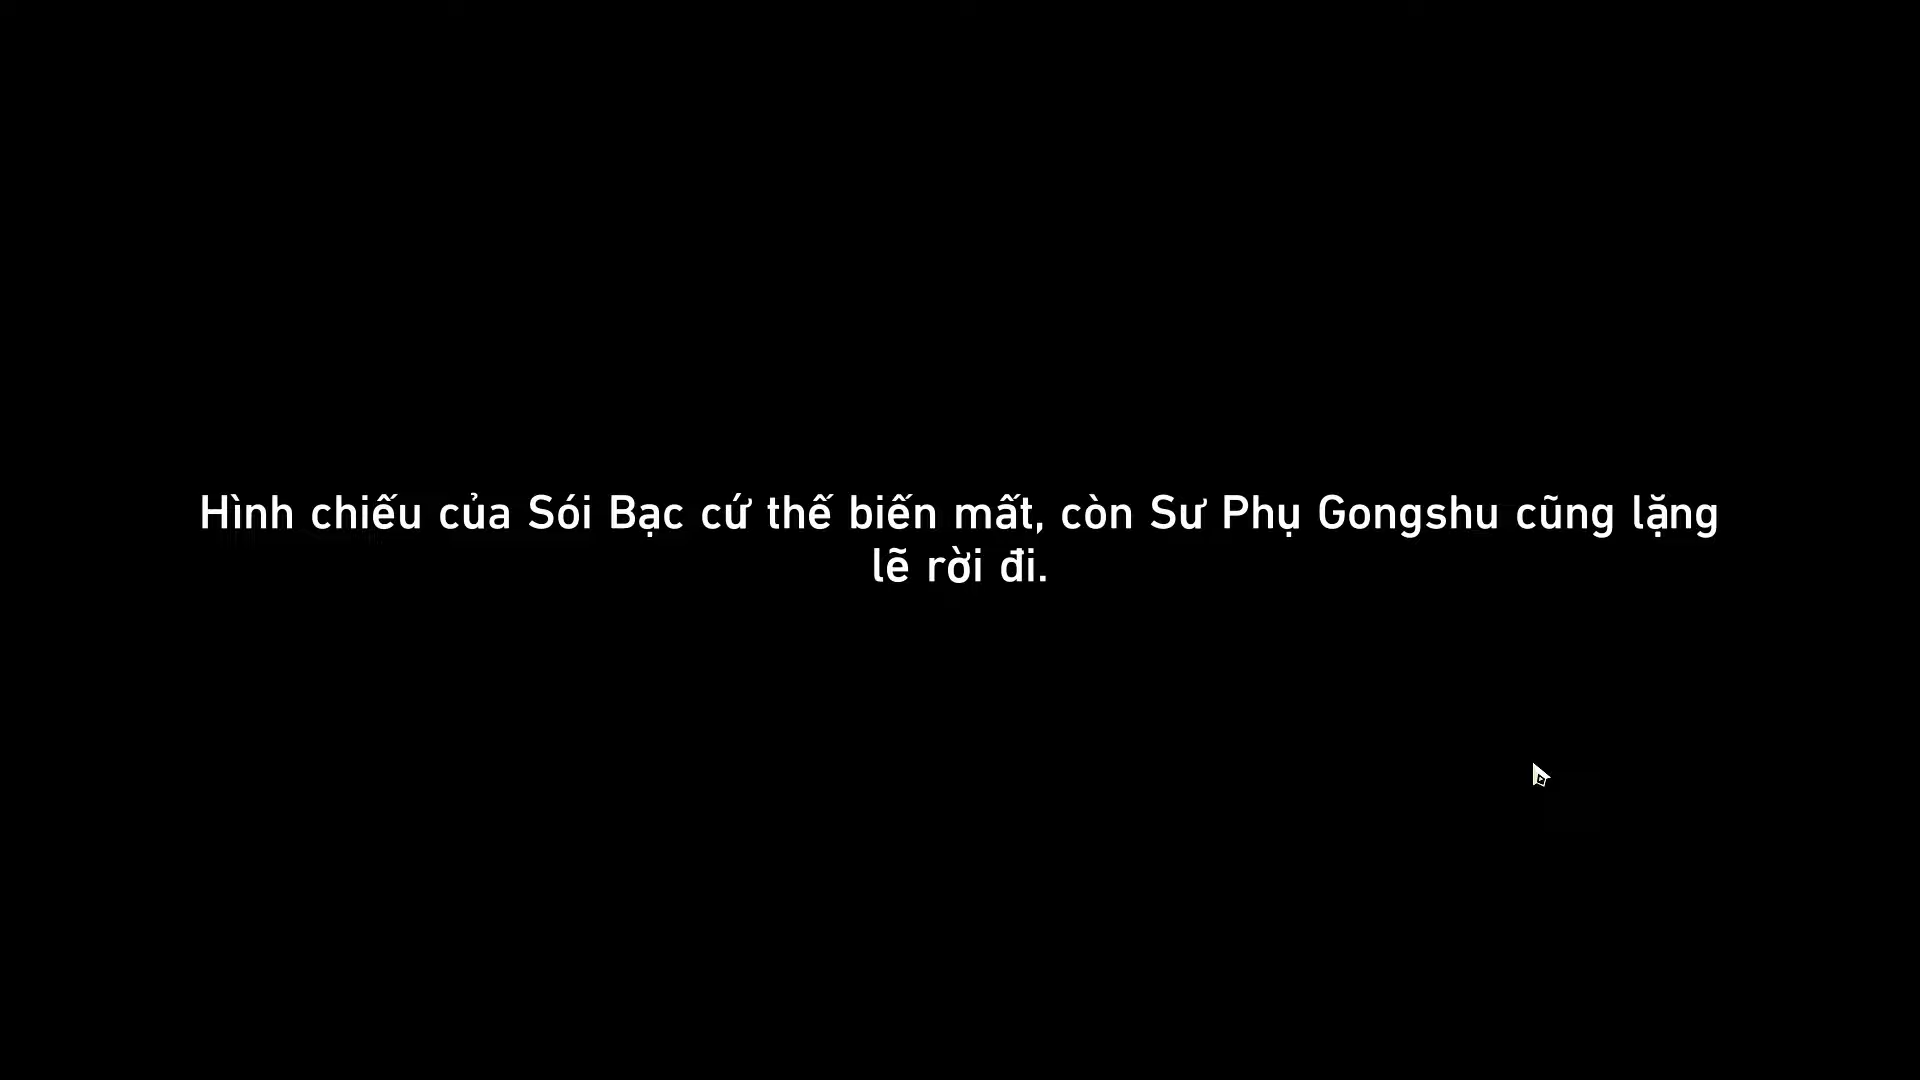 Hình chiếu của Sói Bạc cứ thế biến mất, còn Sư Phụ Gongshu cũng lặng
lẽ rời đi.